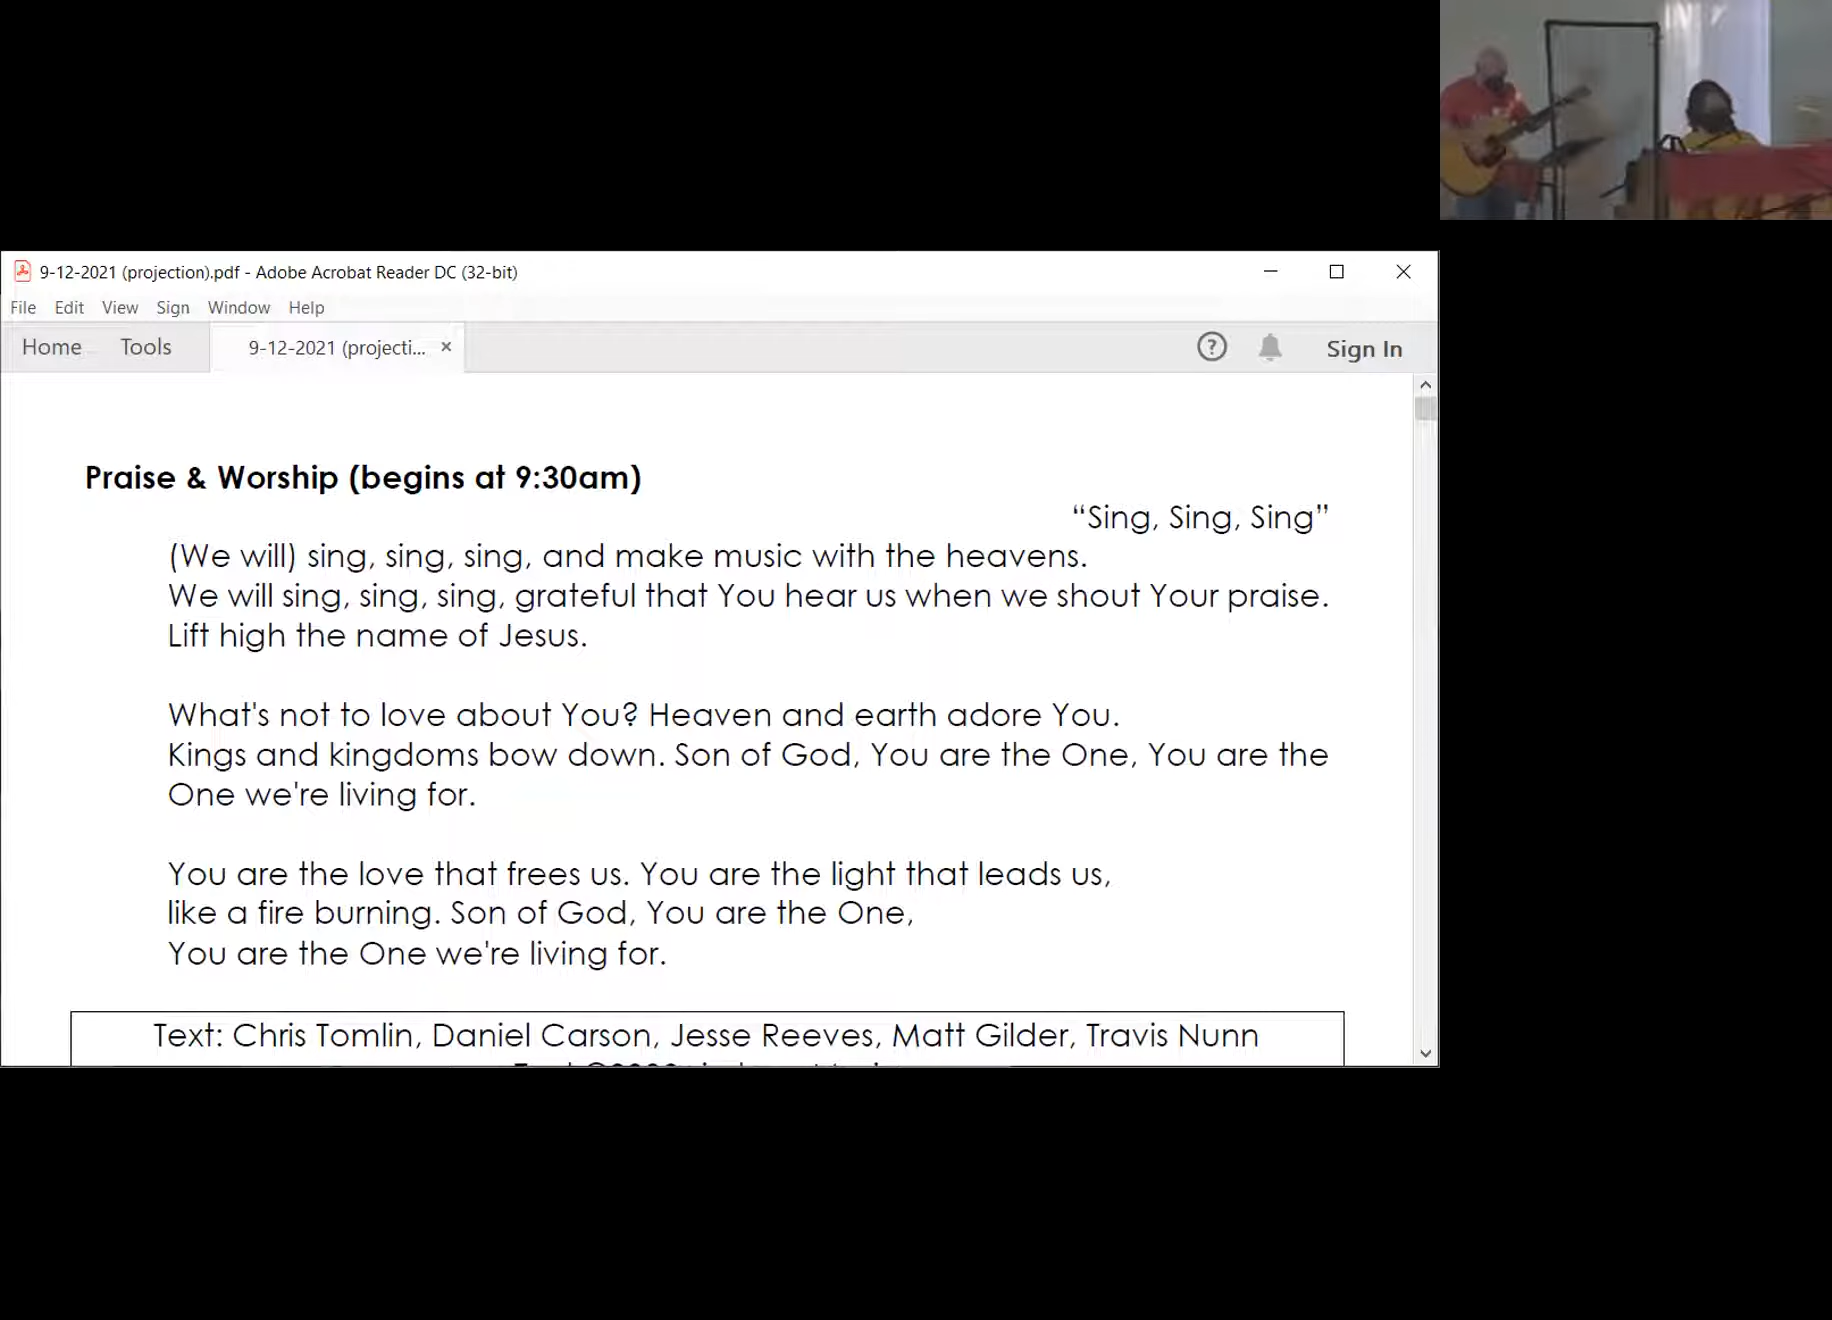 9-12-2021 (projection).pdf - Adobe Acrobat Reader DC (32-bit)
File Edit View Sign Window Help
Home Tools 9-12-2021 (projecti... × Sign In
Praise & Worship (begins at 9:30am)
“Sing, Sing, Sing”
(We will) sing, sing, sing, and make music with the heavens.
We will sing, sing, sing, grateful that You hear us when we shout Your praise.
Lift high the name of Jesus.
What's not to love about You? Heaven and earth adore You.
Kings and kingdoms bow down. Son of God, You are the One, You are the
One we're living for.
You are the love that frees us. You are the light that leads us,
like a fire burning. Son of God, You are the One,
You are the One we're living for.
Text: Chris Tomlin, Daniel Carson, Jesse Reeves, Matt Gilder, Travis Nunn